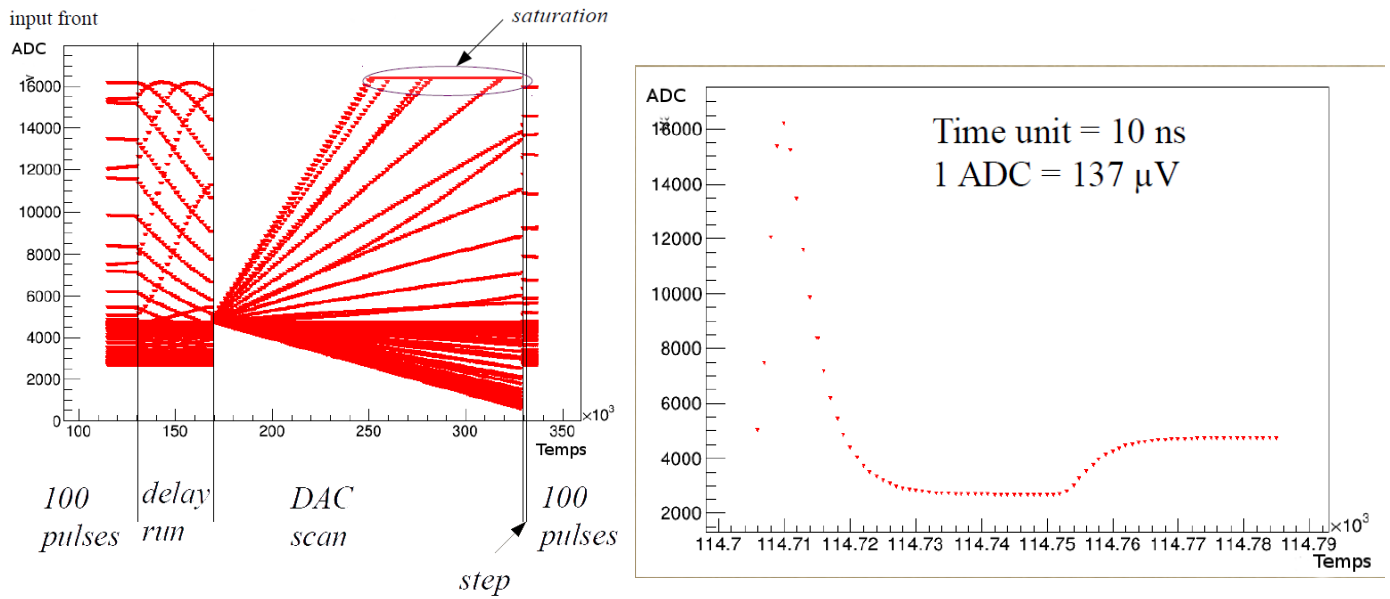 input front
saturation
ADC
16000
14000
12000
10000
8000
6000
4000
2000
0
100 150 200 250 300 350
×10³
Temps
100
pulses
delay
run
DAC
scan
step
100
pulses
ADC
16000
14000
12000
10000
8000
6000
4000
2000
Time unit = 10 ns
1 ADC = 137 µV
114.7 114.71 114.72 114.73 114.74 114.75 114.76 114.77 114.78 114.79
×10³
Temps